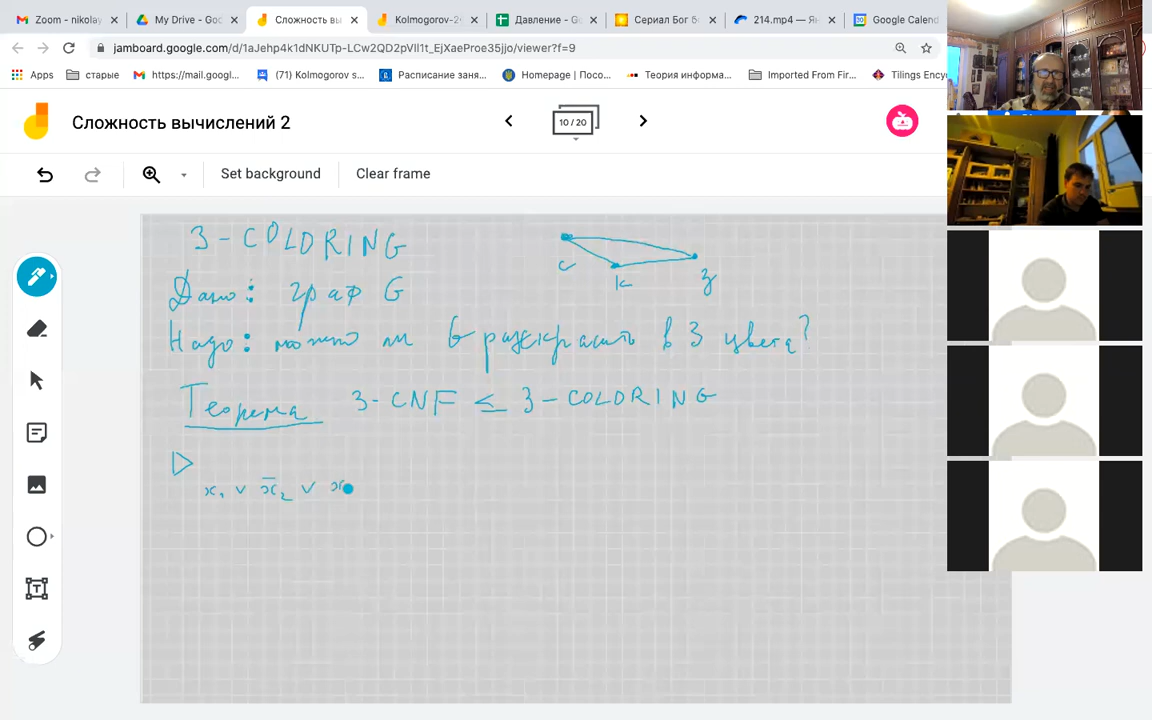 Zoom - nikolay
My Drive - Goo
Сложность вы
Kolmogorov-2
Давление - Go
Сериал Бог бе
214.mp4 — Ян
Google Calend
jamboard.google.com/d/1aJehp4k1dNKUTp-LCw2QD2pVIl1t_EjXaeProe35jjo/viewer?f=9
Apps
старые
https://mail.googl...
(71) Kolmogorov s...
Расписание заня...
Homepage | Посо...
Теория информа...
Imported From Fir...
Tilings Encyc
Сложность вычислений 2
10 / 20
Set background
Clear frame
3 - COLORING
с к з
Дано: граф G
Надо: можно ли G раскрасить в 3 цвета?
Теорема 3-CNF ≤ 3-COLORING
▷
x₁ ∨ x̄₂ ∨ x